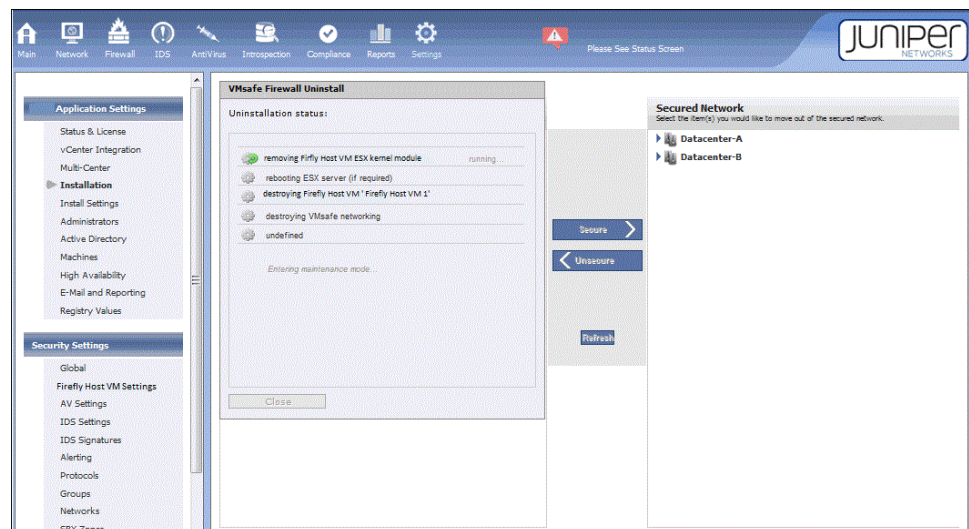 Main Network Firewall IDS AntiVirus Introspection Compliance Reports Settings
Please See Status Screen
JUNIPER
NETWORKS
Application Settings
Status & License
vCenter Integration
Multi-Center
Installation
Install Settings
Administrators
Active Directory
Machines
High Availability
E-Mail and Reporting
Registry Values
Security Settings
Global
Firefly Host VM Settings
AV Settings
IDS Settings
IDS Signatures
Alerting
Protocols
Groups
Networks
VMsafe Firewall Uninstall
Uninstallation status:
removing Firfly Host VM ESX kernel module running...
rebooting ESX server (if required)
destroying Firefly Host VM ' Firefly Host VM 1'
destroying VMsafe networking
undefined
Entering maintenance mode...
Close
Secure
Unsecure
Refresh
Secured Network
Select the item(s) you would like to move out of the secured network.
Datacenter-A
Datacenter-B